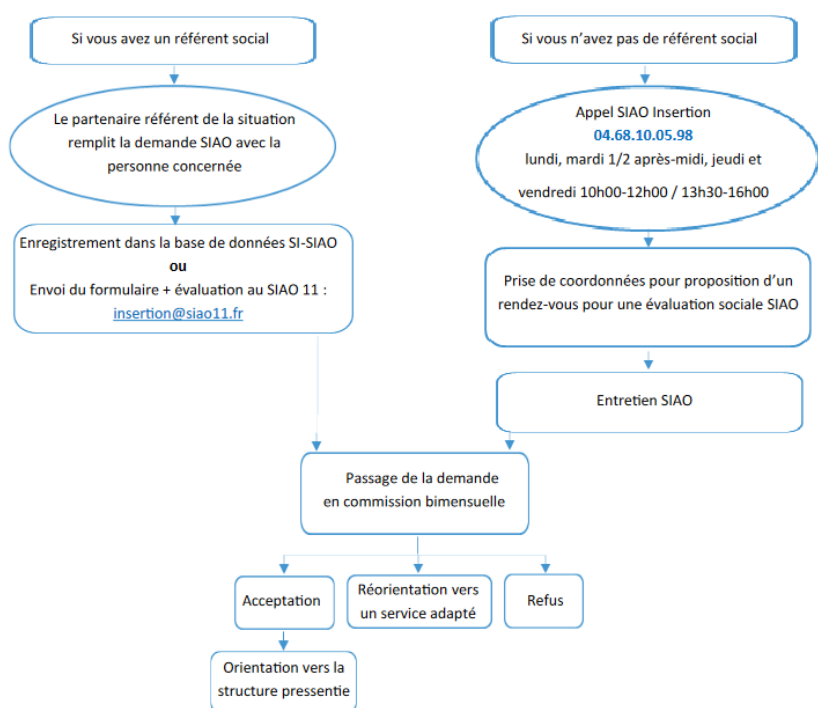 Si vous avez un référent social
Le partenaire référent de la situation
remplit la demande SIAO avec la
personne concernée
Enregistrement dans la base de données SI-SIAO
ou
Envoi du formulaire + évaluation au SIAO 11 :
insertion@siao11.fr
Si vous n’avez pas de référent social
Appel SIAO Insertion
04.68.10.05.98
lundi, mardi 1/2 après-midi, jeudi et
vendredi 10h00-12h00 / 13h30-16h00
Prise de coordonnées pour proposition d’un
rendez-vous pour une évaluation sociale SIAO
Entretien SIAO
Passage de la demande
en commission bimensuelle
Acceptation
Réorientation vers
un service adapté
Refus
Orientation vers la
structure pressentie